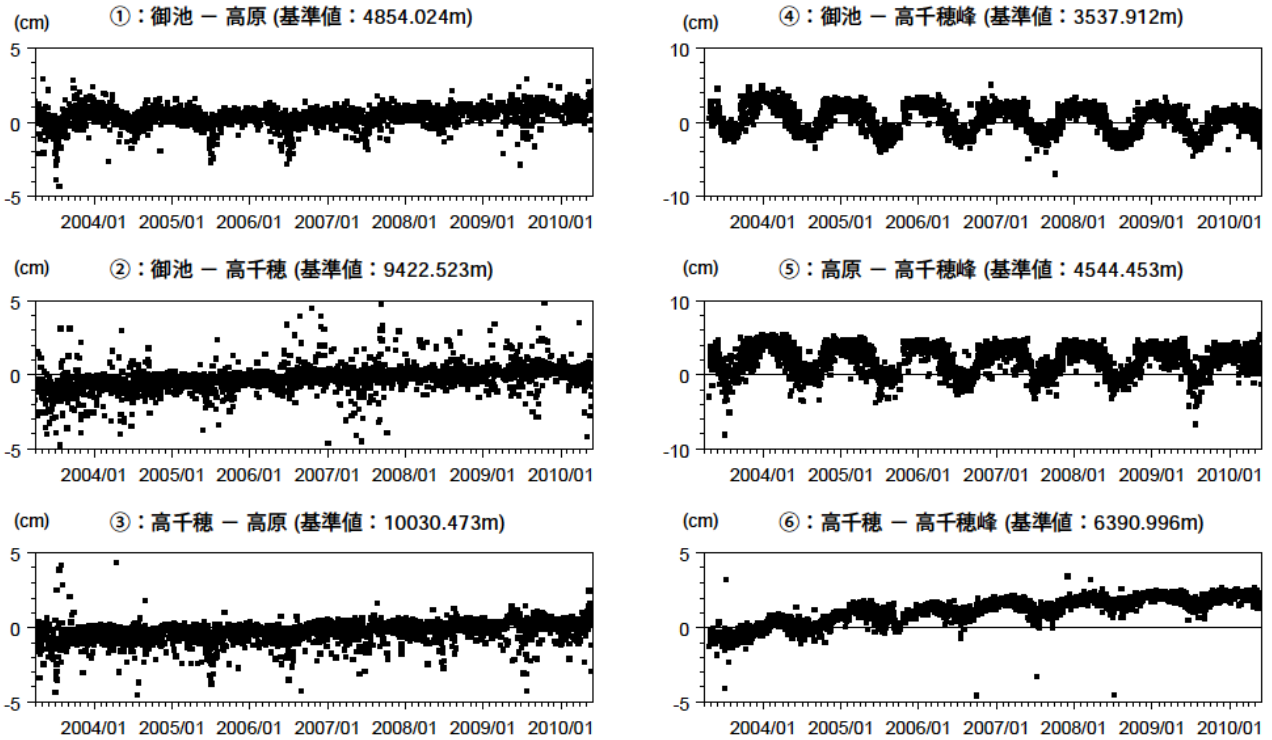 (cm) ①：御池 － 高原 (基準値：4854.024m)
5
0
-5
2004/01 2005/01 2006/01 2007/01 2008/01 2009/01 2010/01
(cm) ②：御池 － 高千穂 (基準値：9422.523m)
5
0
-5
2004/01 2005/01 2006/01 2007/01 2008/01 2009/01 2010/01
(cm) ③：高千穂 － 高原 (基準値：10030.473m)
5
0
-5
2004/01 2005/01 2006/01 2007/01 2008/01 2009/01 2010/01
(cm) ④：御池 － 高千穂峰 (基準値：3537.912m)
10
0
-10
2004/01 2005/01 2006/01 2007/01 2008/01 2009/01 2010/01
(cm) ⑤：高原 － 高千穂峰 (基準値：4544.453m)
10
0
-10
2004/01 2005/01 2006/01 2007/01 2008/01 2009/01 2010/01
(cm) ⑥：高千穂 － 高千穂峰 (基準値：6390.996m)
5
0
-5
2004/01 2005/01 2006/01 2007/01 2008/01 2009/01 2010/01